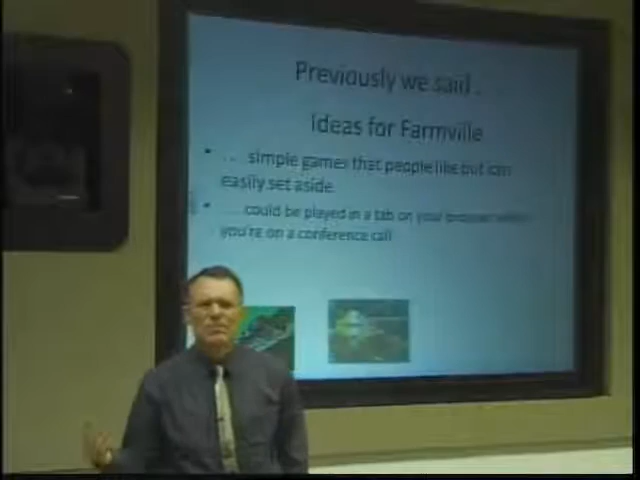 Previously we said .
Ideas for Farmville
• .. simple games that people like but can
easily set aside
• .... could be played in a tab on your browser
you're on a conference call